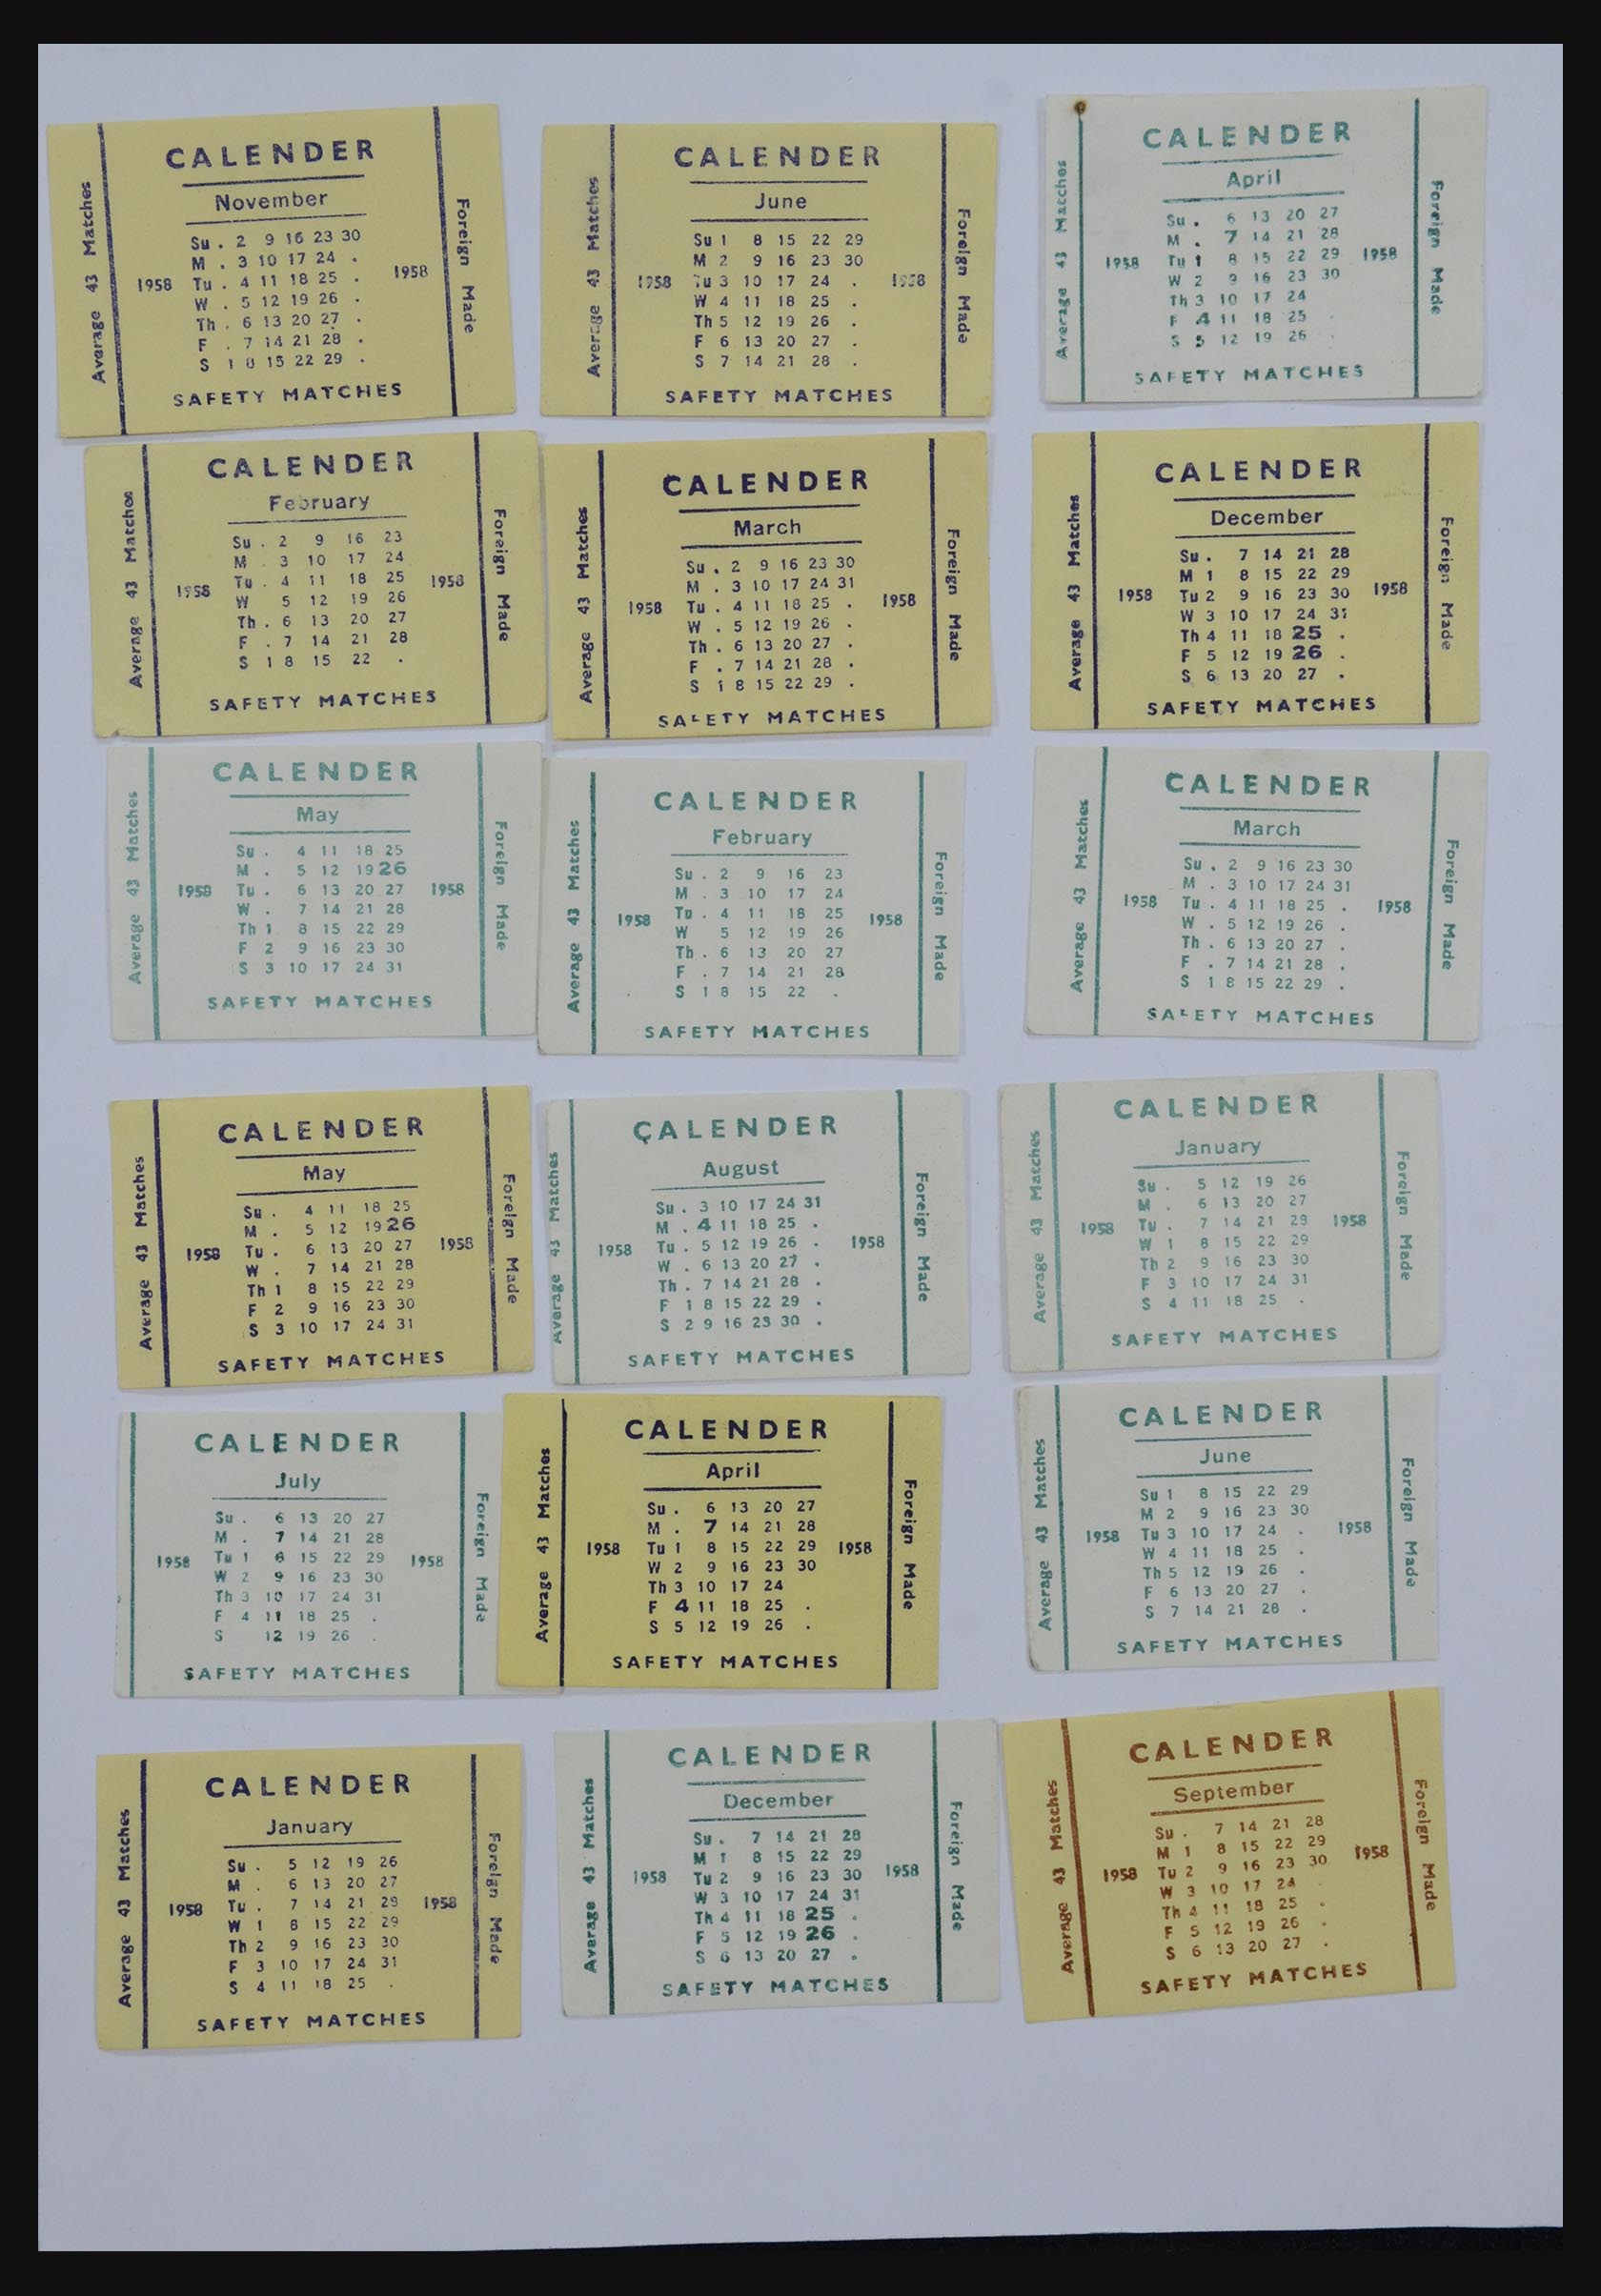 CALENDER
November
Average 43 Matches
Foreign Made
1958
1958
Su . 2 9 16 23 30
M . 3 10 17 24 .
Tu . 4 11 18 25 .
W . 5 12 19 26 .
Th . 6 13 20 27 .
F . 7 14 21 28 .
S 1 8 15 22 29 .
SAFETY MATCHES
CALENDER
June
Average 43 Matches
Foreign Made
1958
1958
Su 1 8 15 22 29
M 2 9 16 23 30
Tu 3 10 17 24 .
W 4 11 18 25 .
Th 5 12 19 26 .
F 6 13 20 27 .
S 7 14 21 28 .
SAFETY MATCHES
CALENDER
April
Average 43 Matches
Foreign Made
1958
1958
Su . 6 13 20 27
M . 7 14 21 28
Tu 1 8 15 22 29
W 2 9 16 23 30
Th 3 10 17 24
F 4 11 18 25 .
S 5 12 19 26 .
SAFETY MATCHES
CALENDER
February
Average 43 Matches
Foreign Made
1958
1958
Su . 2 9 16 23
M . 3 10 17 24
Tu . 4 11 18 25
W 5 12 19 26
Th . 6 13 20 27
F . 7 14 21 28
S 1 8 15 22 .
SAFETY MATCHES
CALENDER
March
Average 43 Matches
Foreign Made
1958
1958
Su . 2 9 16 23 30
M . 3 10 17 24 31
Tu . 4 11 18 25 .
W . 5 12 19 26 .
Th . 6 13 20 27 .
F . 7 14 21 28 .
S 1 8 15 22 29 .
SAFETY MATCHES
CALENDER
December
Average 43 Matches
Foreign Made
1958
1958
Su . 7 14 21 28
M 1 8 15 22 29
Tu 2 9 16 23 30
W 3 10 17 24 31
Th 4 11 18 25 .
F 5 12 19 26 .
S 6 13 20 27 .
SAFETY MATCHES
CALENDER
May
Average 43 Matches
Foreign Made
1958
1958
Su . 4 11 18 25
M . 5 12 19 26
Tu . 6 13 20 27
W . 7 14 21 28
Th 1 8 15 22 29
F 2 9 16 23 30
S 3 10 17 24 31
SAFETY MATCHES
CALENDER
February
Average 43 Matches
Foreign Made
1958
1958
Su . 2 9 16 23
M . 3 10 17 24
Tu . 4 11 18 25
W 5 12 19 26
Th . 6 13 20 27
F . 7 14 21 28
S 1 8 15 22 .
SAFETY MATCHES
CALENDER
March
Average 43 Matches
Foreign Made
1958
1958
Su . 2 9 16 23 30
M . 3 10 17 24 31
Tu . 4 11 18 25 .
W . 5 12 19 26 .
Th . 6 13 20 27 .
F . 7 14 21 28 .
S 1 8 15 22 29 .
SAFETY MATCHES
CALENDER
May
Average 43 Matches
Foreign Made
1958
1958
Su . 4 11 18 25
M . 5 12 19 26
Tu . 6 13 20 27
W . 7 14 21 28
Th 1 8 15 22 29
F 2 9 16 23 30
S 3 10 17 24 31
SAFETY MATCHES
CALENDER
August
Average 43 Matches
Foreign Made
1958
1958
Su . 3 10 17 24 31
M . 4 11 18 25 .
Tu . 5 12 19 26 .
W . 6 13 20 27 .
Th . 7 14 21 28 .
F 1 8 15 22 29 .
S 2 9 16 23 30 .
SAFETY MATCHES
CALENDER
January
Average 43 Matches
Foreign Made
1958
1958
Su . 5 12 19 26
M . 6 13 20 27
Tu . 7 14 21 28
W 1 8 15 22 29
Th 2 9 16 23 30
F 3 10 17 24 31
S 4 11 18 25 .
SAFETY MATCHES
CALENDER
July
Foreign Made
1958
1958
Su . 6 13 20 27
M . 7 14 21 28
Tu 1 8 15 22 29
W 2 9 16 23 30
Th 3 10 17 24 31
F 4 11 18 25 .
S 12 19 26 .
SAFETY MATCHES
CALENDER
April
Average 43 Matches
Foreign Made
1958
1958
Su . 6 13 20 27
M . 7 14 21 28
Tu 1 8 15 22 29
W 2 9 16 23 30
Th 3 10 17 24
F 4 11 18 25 .
S 5 12 19 26 .
SAFETY MATCHES
CALENDER
June
Average 43 Matches
Foreign Made
1958
1958
Su 1 8 15 22 29
M 2 9 16 23 30
Tu 3 10 17 24 .
W 4 11 18 25 .
Th 5 12 19 26 .
F 6 13 20 27 .
S 7 14 21 28 .
SAFETY MATCHES
CALENDER
January
Average 43 Matches
Foreign Made
1958
1958
Su . 5 12 19 26
M . 6 13 20 27
Tu . 7 14 21 28
W 1 8 15 22 29
Th 2 9 16 23 30
F 3 10 17 24 31
S 4 11 18 25 .
SAFETY MATCHES
CALENDER
December
Average 43 Matches
Foreign Made
1958
1958
Su . 7 14 21 28
M 1 8 15 22 29
Tu 2 9 16 23 30
W 3 10 17 24 31
Th 4 11 18 25 .
F 5 12 19 26 .
S 6 13 20 27 .
SAFETY MATCHES
CALENDER
September
Average 43 Matches
Foreign Made
1958
1958
Su . 7 14 21 28
M 1 8 15 22 29
Tu 2 9 16 23 30
W 3 10 17 24 .
Th 4 11 18 25 .
F 5 12 19 26 .
S 6 13 20 27 .
SAFETY MATCHES